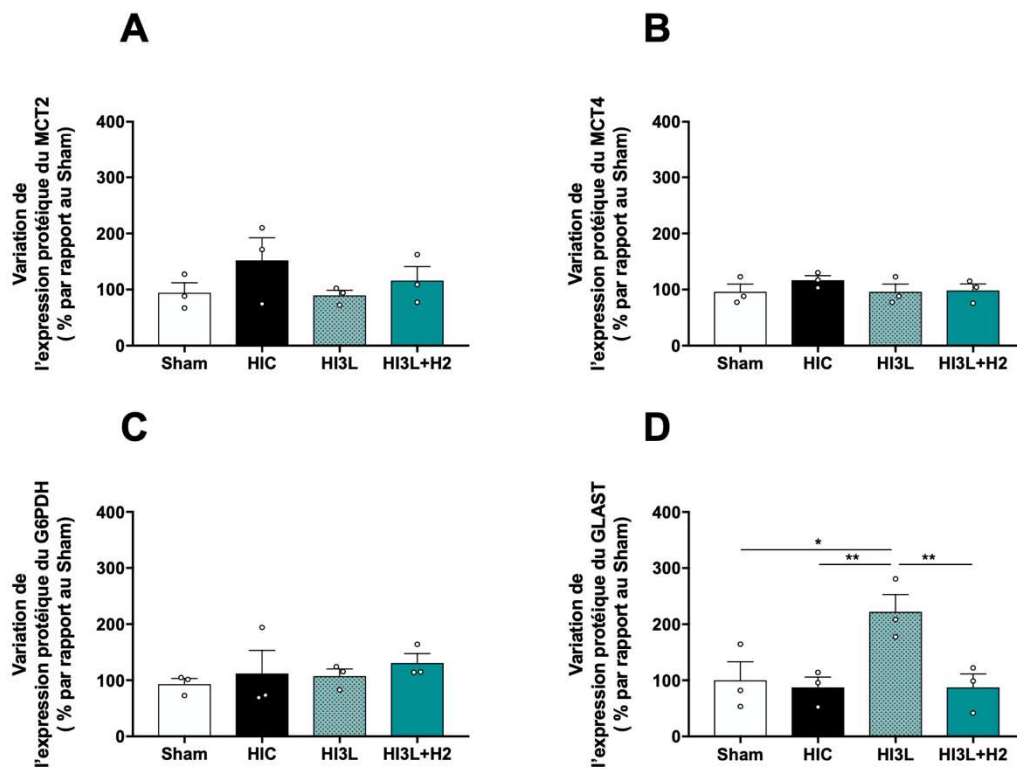 A
Variation de
l'expression protéique du MCT2
( % par rapport au Sham)
400
300
200
100
0
Sham
HIC
HI3L
HI3L+H2
B
Variation de
l'expression protéique du MCT4
( % par rapport au Sham)
400
300
200
100
0
Sham
HIC
HI3L
HI3L+H2
C
Variation de
l'expression protéique du G6PDH
( % par rapport au Sham)
400
300
200
100
0
Sham
HIC
HI3L
HI3L+H2
D
Variation de
l'expression protéique du GLAST
( % par rapport au Sham)
400
300
200
100
0
*
**
**
Sham
HIC
HI3L
HI3L+H2